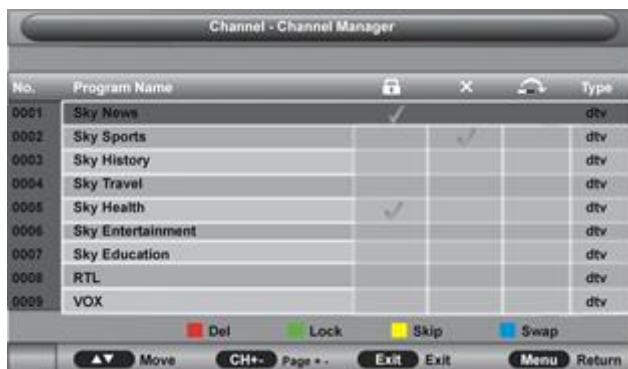 Channel - Channel Manager
No. Program Name Type
0001 Sky News dtv
0002 Sky Sports dtv
0003 Sky History dtv
0004 Sky Travel dtv
0005 Sky Health dtv
0006 Sky Entertainment dtv
0007 Sky Education dtv
0008 RTL dtv
0009 VOX dtv
Del Lock Skip Swap
▲▼ Move CH+- Page + - Exit Exit Menu Return